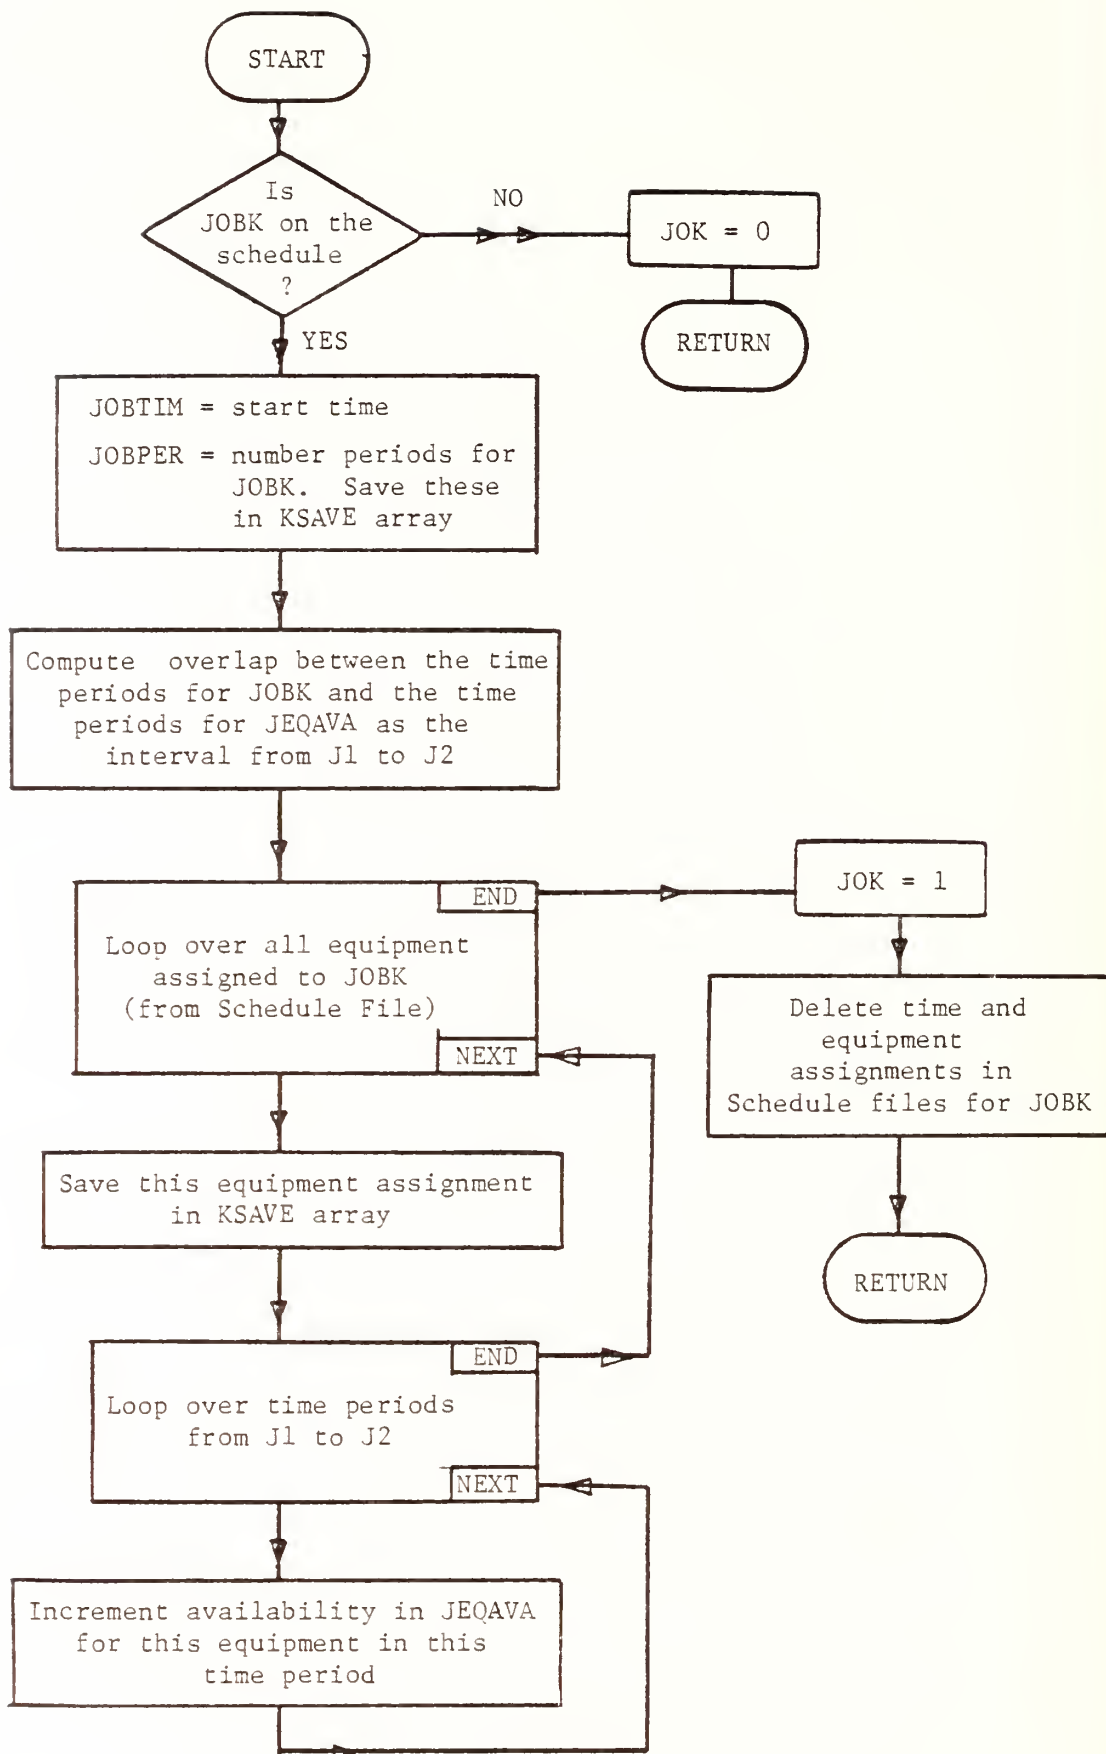 START
Is
JOBK on the
schedule
?
NO
JOK = 0
RETURN
YES
JOBTIM = start time
JOBPER = number periods for
JOBK. Save these
in KSAVE array
Compute overlap between the time
periods for JOBK and the time
periods for JEQAVA as the
interval from J1 to J2
END
Loop over all equipment
assigned to JOBK
(from Schedule File)
NEXT
JOK = 1
Delete time and
equipment
assignments in
Schedule files for JOBK
RETURN
Save this equipment assignment
in KSAVE array
END
Loop over time periods
from J1 to J2
NEXT
Increment availability in JEQAVA
for this equipment in this
time period